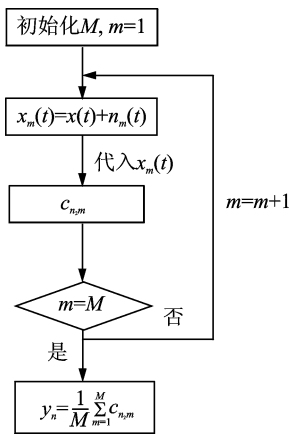 初始化M, m=1
x_m(t)=x(t)+n_m(t)
代入x_m(t)
c_{n,m}
m=m+1
m=M
否
是
y_n=\frac{1}{M}\sum_{m=1}^{M}c_{n,m}